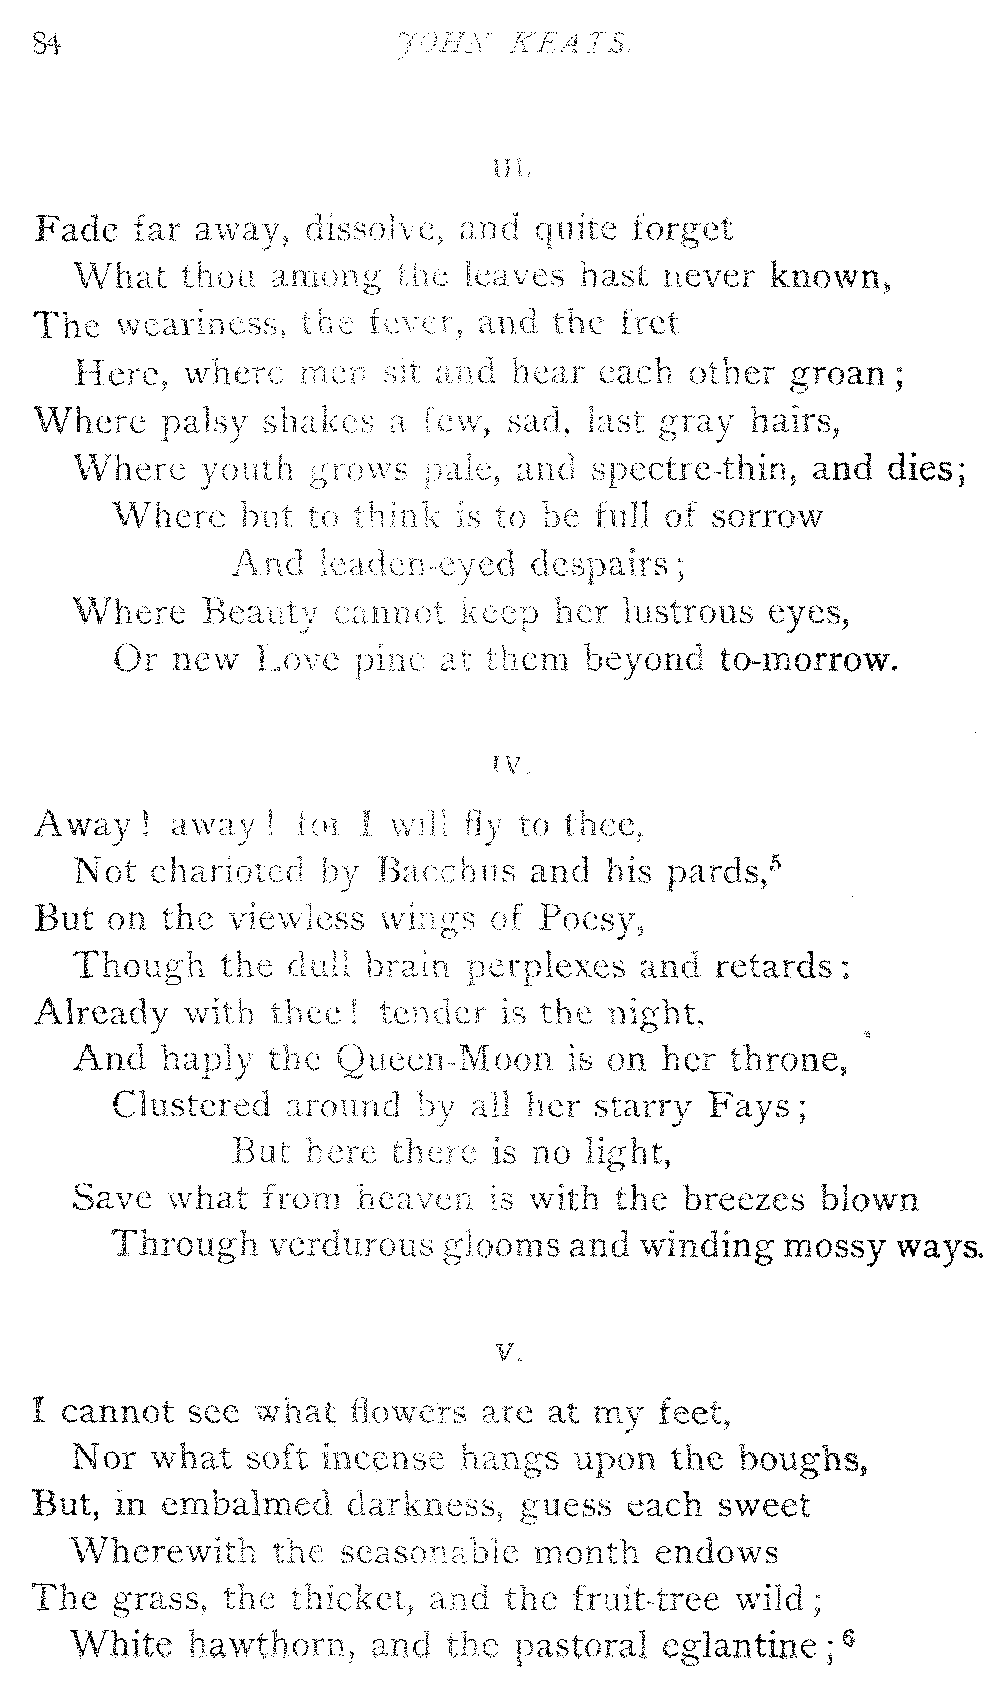 84 JOHN KEATS.
III.
Fade far away, dissolve, and quite forget
What thou among the leaves hast never known,
The weariness, the fever, and the fret
Here, where men sit and hear each other groan;
Where palsy shakes a few, sad, last gray hairs,
Where youth grows pale, and spectre-thin, and dies;
Where but to think is to be full of sorrow
And leaden-eyed despairs;
Where Beauty cannot keep her lustrous eyes,
Or new Love pine at them beyond to-morrow.
IV.
Away! away! for I will fly to thee,
Not charioted by Bacchus and his pards,⁵
But on the viewless wings of Poesy,
Though the dull brain perplexes and retards:
Already with thee! tender is the night,
And haply the Queen-Moon is on her throne,
Clustered around by all her starry Fays;
But here there is no light,
Save what from heaven is with the breezes blown
Through verdurous glooms and winding mossy ways.
V.
I cannot see what flowers are at my feet,
Nor what soft incense hangs upon the boughs,
But, in embalmed darkness, guess each sweet
Wherewith the seasonable month endows
The grass, the thicket, and the fruit-tree wild;
White hawthorn, and the pastoral eglantine;⁶